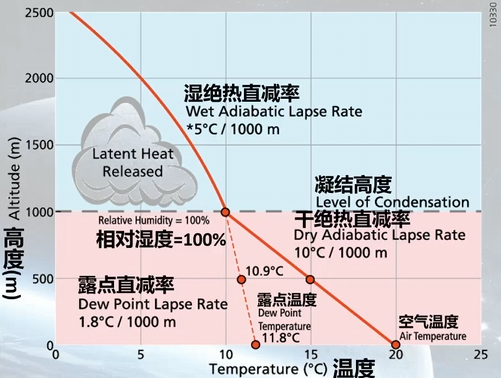 10330
2500
2000
1500
1000
500
0
高度(m)
Altitude (m)
湿绝热直减率
Wet Adiabatic Lapse Rate
*5°C / 1000 m
Latent Heat
Released
凝结高度
Level of Condensation
Relative Humidity = 100%
相对湿度=100%
干绝热直减率
Dry Adiabatic Lapse Rate
10°C / 1000 m
露点直减率
Dew Point Lapse Rate
1.8°C / 1000 m
10.9°C
露点温度
Dew Point
Temperature
11.8°C
空气温度
Air Temperature
0 5 10 15 20 25
Temperature (°C) 温度